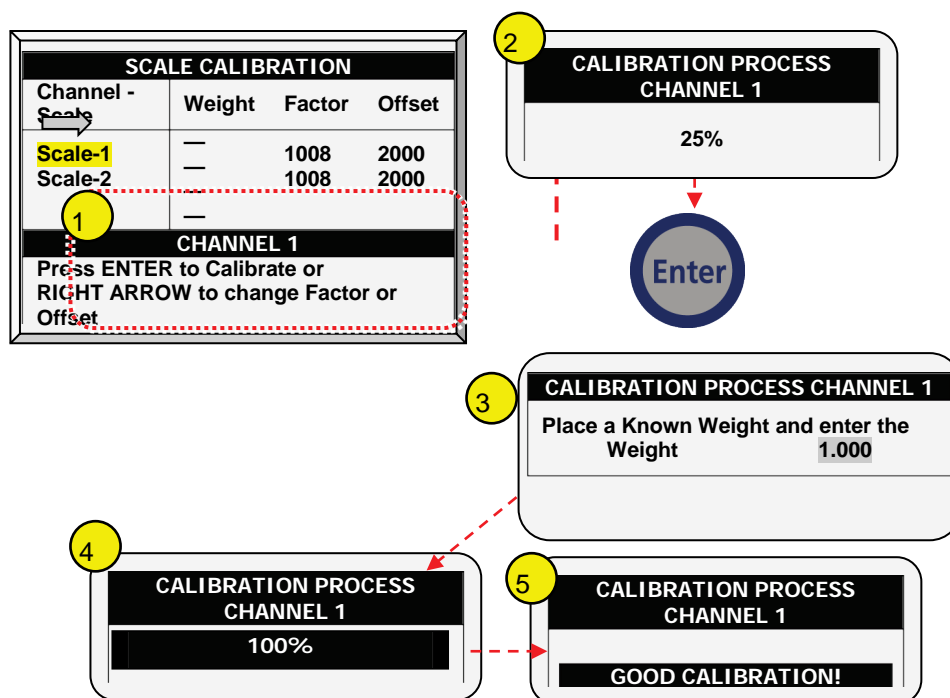 SCALE CALIBRATION
Channel - Scale Weight Factor Offset
Scale-1 — 1008 2000
Scale-2 — 1008 2000
—
—
1
CHANNEL 1
Press ENTER to Calibrate or
RIGHT ARROW to change Factor or
Offset
2
CALIBRATION PROCESS
CHANNEL 1
25%
Enter
3
CALIBRATION PROCESS CHANNEL 1
Place a Known Weight and enter the
Weight 1.000
4
CALIBRATION PROCESS
CHANNEL 1
100%
5
CALIBRATION PROCESS
CHANNEL 1
GOOD CALIBRATION!